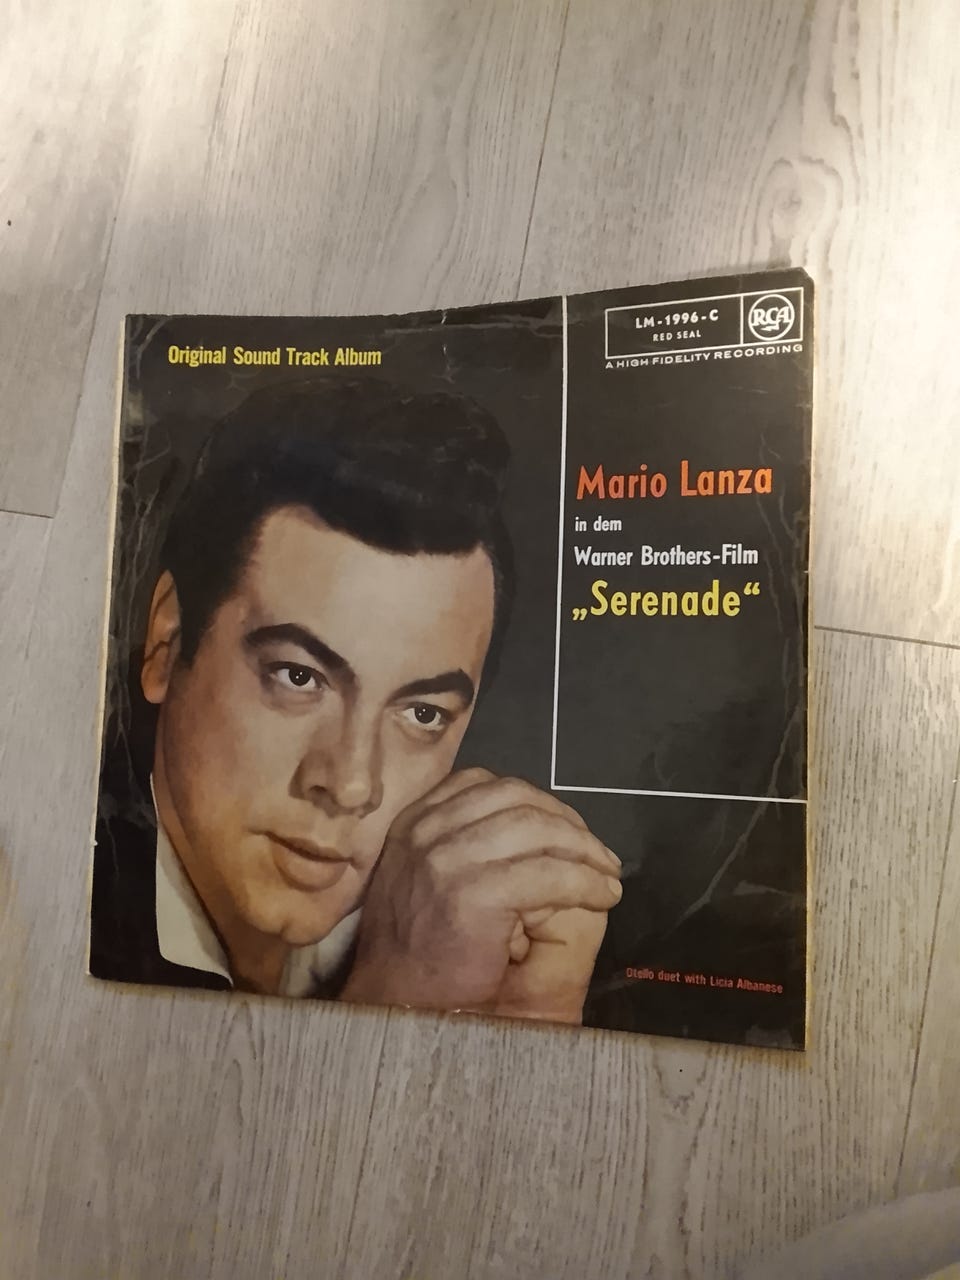 Original Sound Track Album
LM-1996-C
RED SEAL
RCA
A HIGH FIDELITY RECORDING
Mario Lanza
in dem
Warner Brothers-Film
„Serenade“
Otello duet with Licia Albanese